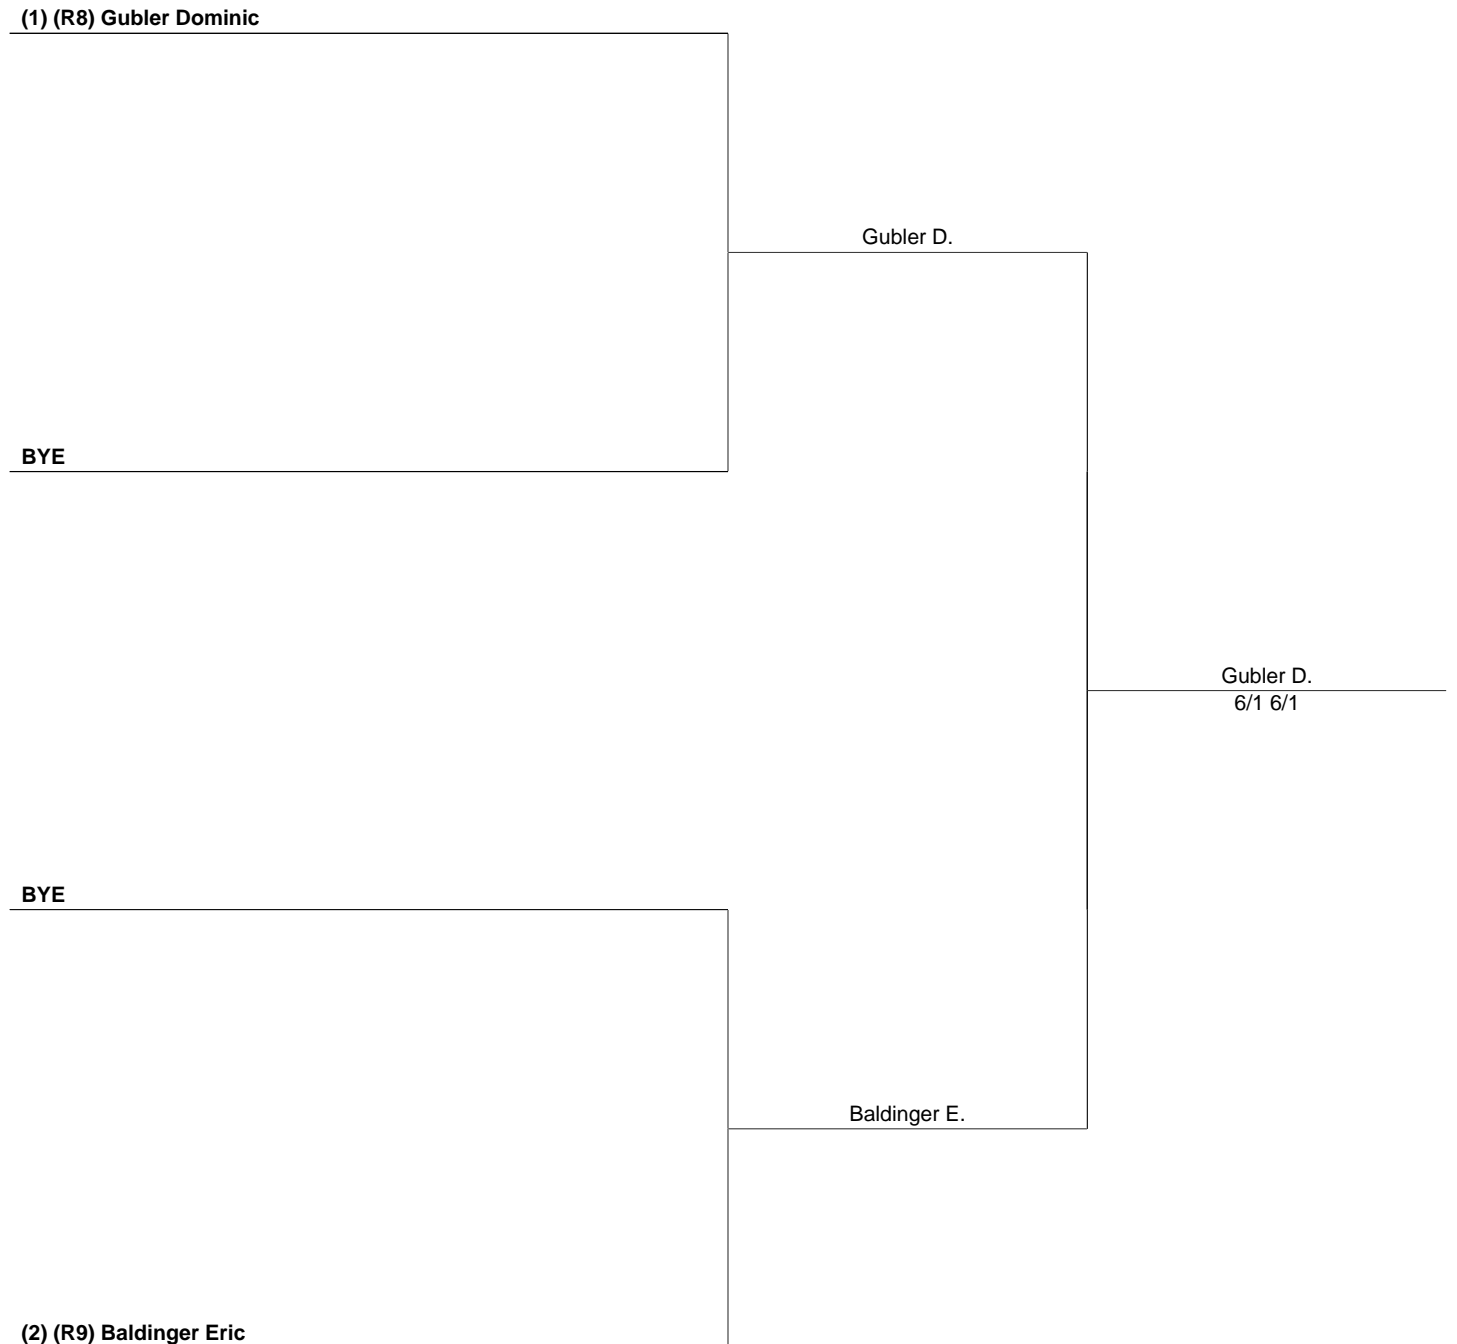 (1) (R8) Gubler Dominic
Gubler D.
BYE
Gubler D.
6/1 6/1
BYE
Baldinger E.
(2) (R9) Baldinger Eric